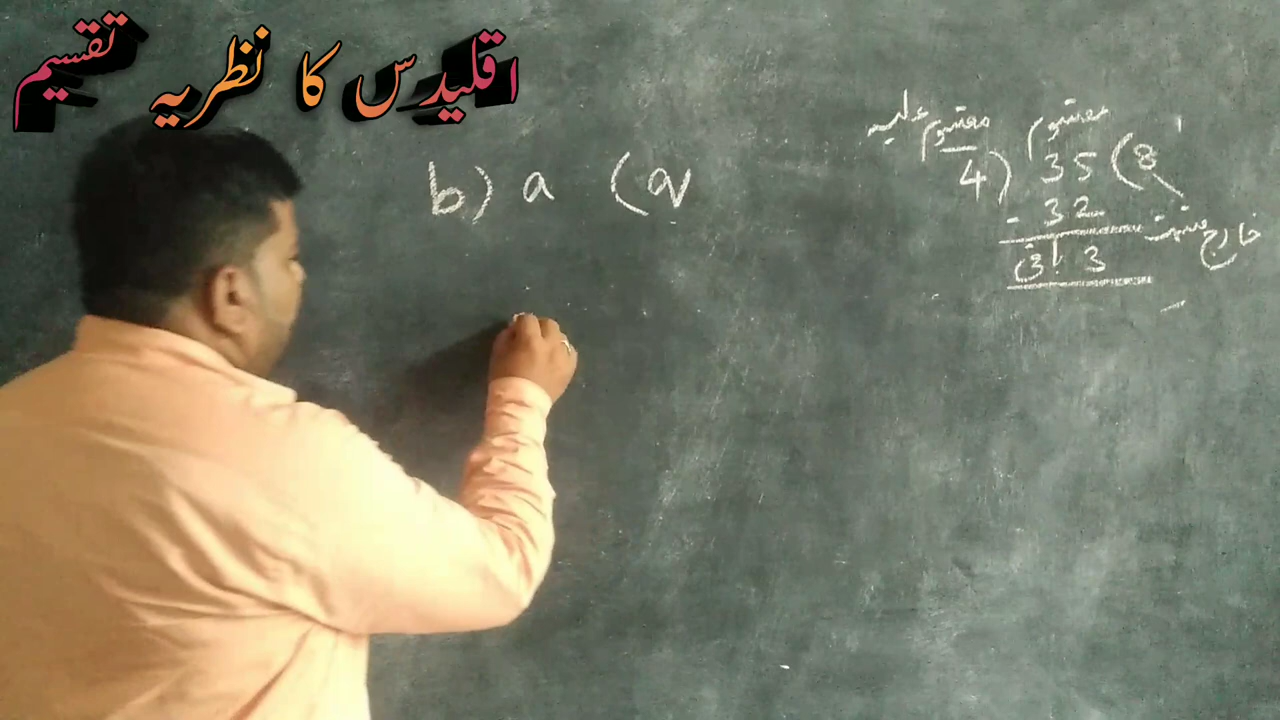 اقلیدس کا نظریہ تقسیم
b) a (q
مقسوم علیہ مقسوم
4) 35 (8
- 32
خارج قسمت
3 باقی